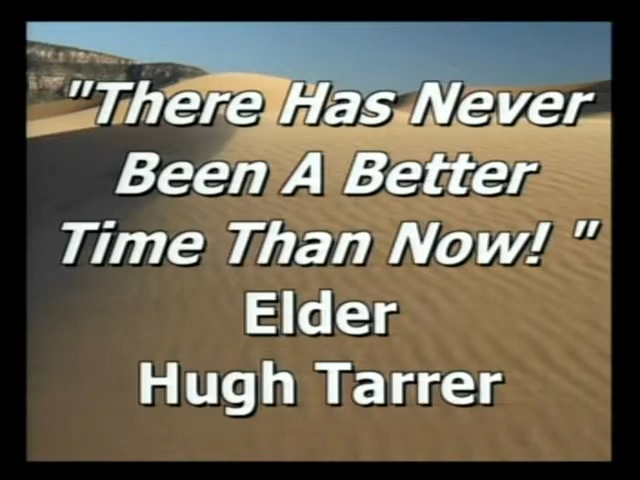 "There Has Never
Been A Better
Time Than Now! "
Elder
Hugh Tarrer